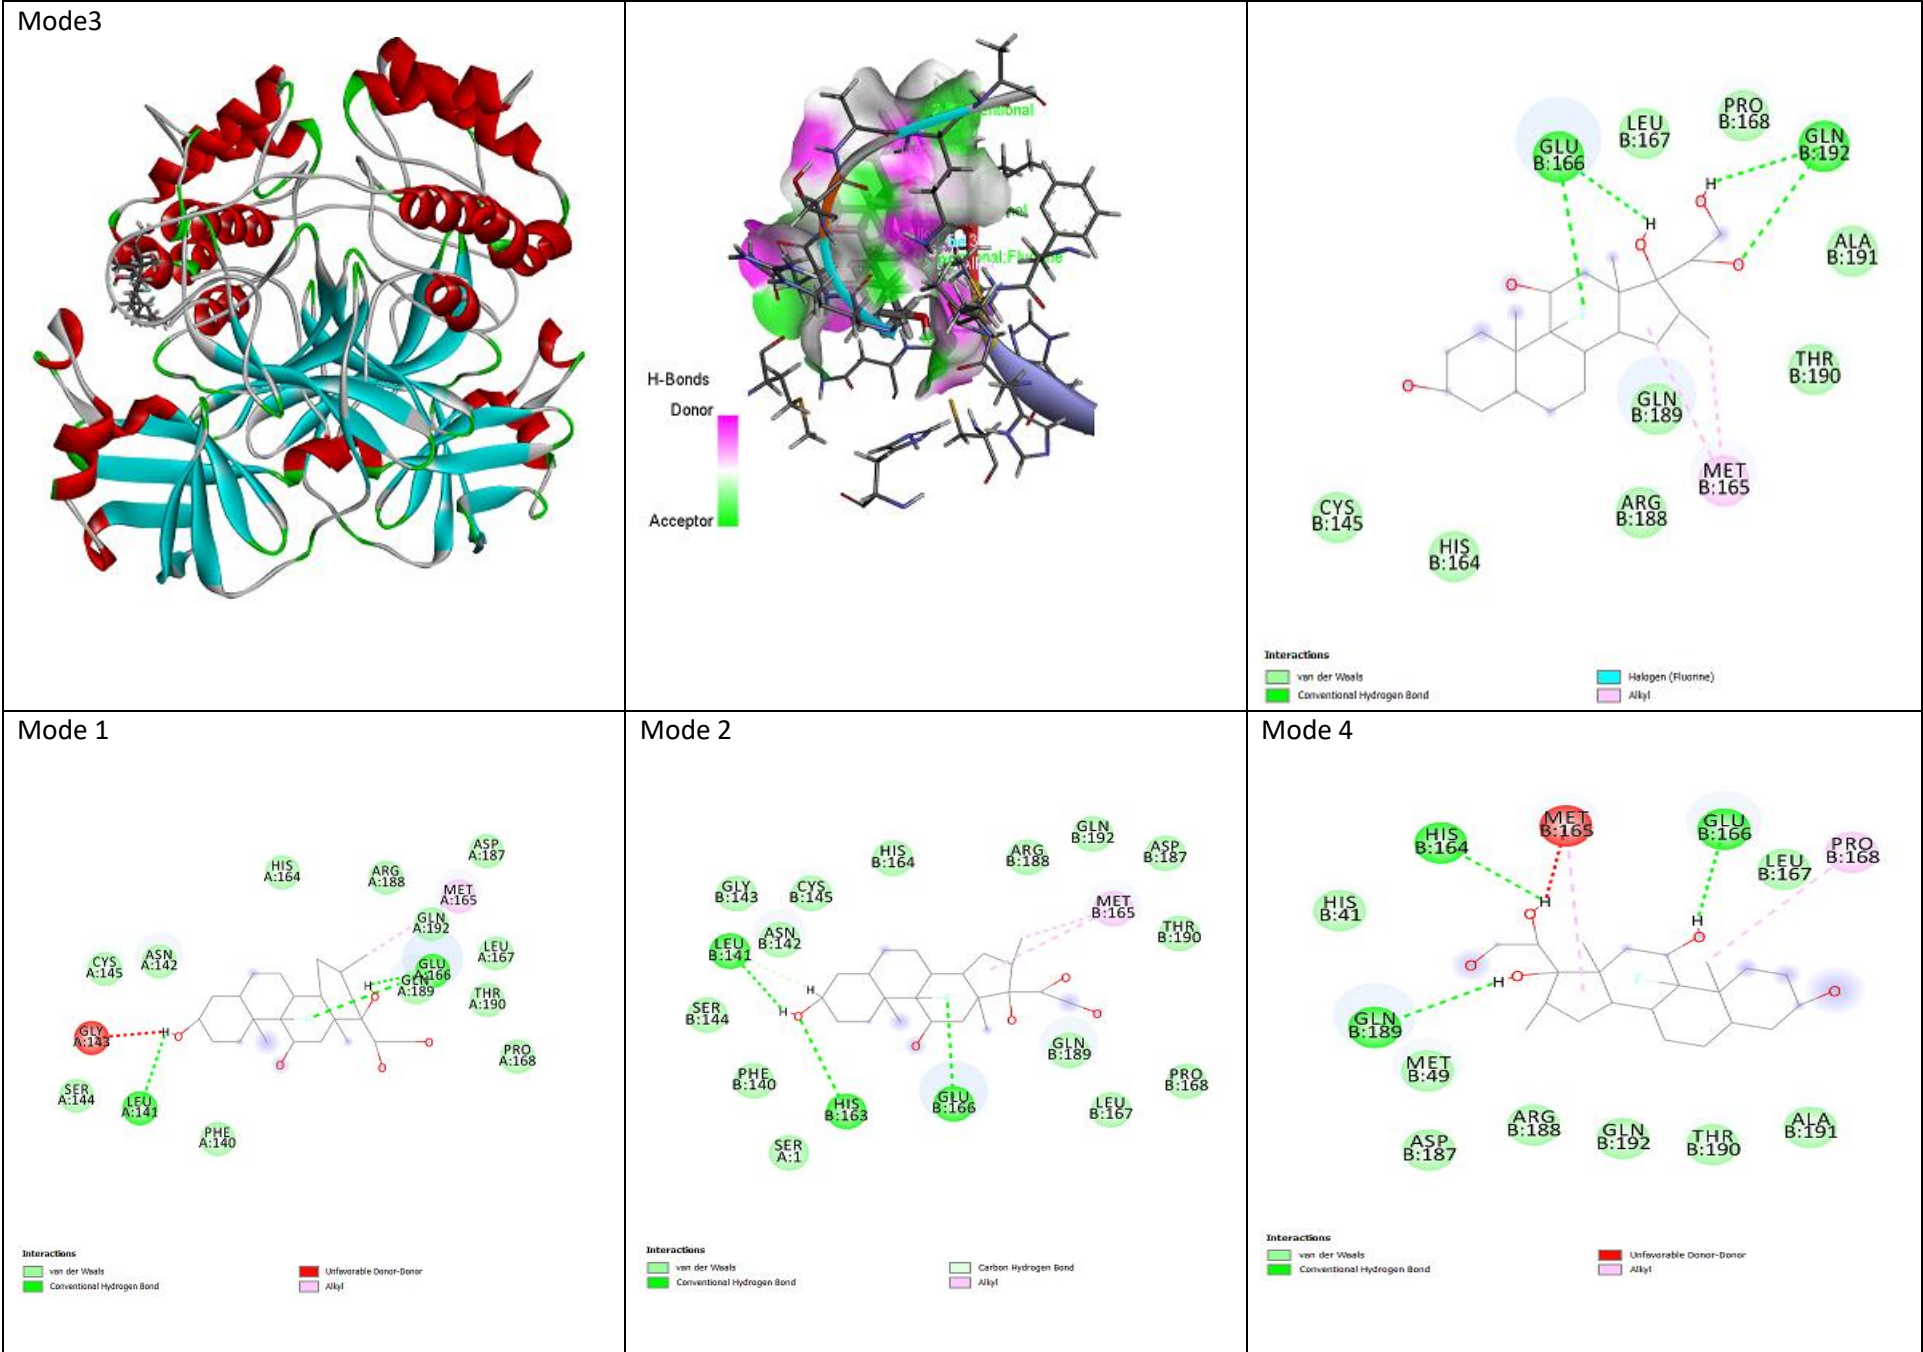 Mode3
H-Bonds
Donor
Acceptor
GLU
B:166
LEU
B:167
PRO
B:168
GLN
B:192
H
O
H
O
ALA
B:191
O
O
THR
B:190
O
GLN
B:189
MET
B:165
CYS
B:145
ARG
B:188
HIS
B:164
Interactions
van der Waals
Conventional Hydrogen Bond
Halogen (Fluorine)
Alkyl
Mode 1
ASP
A:187
HIS
A:164
ARG
A:188
MET
A:165
GLN
A:192
LEU
A:167
CYS
A:145
ASN
A:142
GLU
A:166
GLN
A:189
THR
A:190
H
O
GLY
A:143
H
O
O
O
O
PRO
A:168
SER
A:144
LEU
A:141
PHE
A:140
Interactions
van der Waals
Conventional Hydrogen Bond
Unfavorable Donor-Donor
Alkyl
Mode 2
GLN
B:192
HIS
B:164
ARG
B:188
ASP
B:187
GLY
B:143
CYS
B:145
MET
B:165
LEU
B:141
ASN
B:142
THR
B:190
H
O
H
O
SER
B:144
O
O
O
GLN
B:189
PHE
B:140
HIS
B:163
GLU
B:166
LEU
B:167
PRO
B:168
SER
A:1
Interactions
van der Waals
Conventional Hydrogen Bond
Carbon Hydrogen Bond
Alkyl
Mode 4
HIS
B:164
MET
B:165
GLU
B:166
PRO
B:168
LEU
B:167
HIS
B:41
H
O
H
O
O
H
O
O
GLN
B:189
MET
B:49
ASP
B:187
ARG
B:188
GLN
B:192
THR
B:190
ALA
B:191
Interactions
van der Waals
Conventional Hydrogen Bond
Unfavorable Donor-Donor
Alkyl